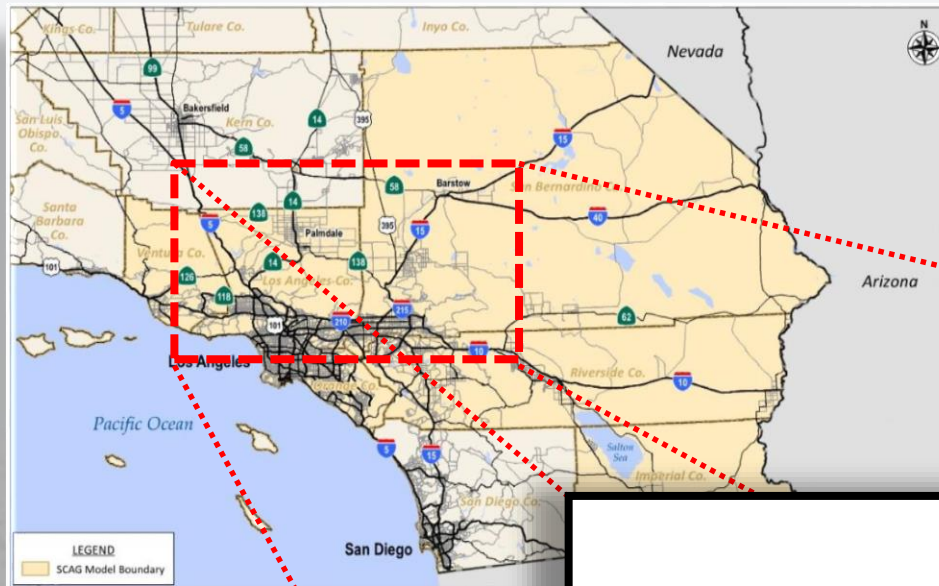 Kings Co.
Tulare Co.
Inyo Co.
N
Nevada
99
5
Bakersfield
14
395
San Luis
Obispo
Co.
Kern Co.
58
15
58
Barstow
San Bernardino Co.
Santa
Barbara
Co.
14
138
5
Palmdale
395
15
40
101
Ventura Co.
14
138
Los Angeles Co.
Arizona
126
118
215
210
101
62
Los Angeles
10
Orange Co.
Riverside Co.
10
Pacific Ocean
5
15
Salton
Sea
Imperial Co.
San Diego Co.
San Diego
LEGEND
SCAG Model Boundary